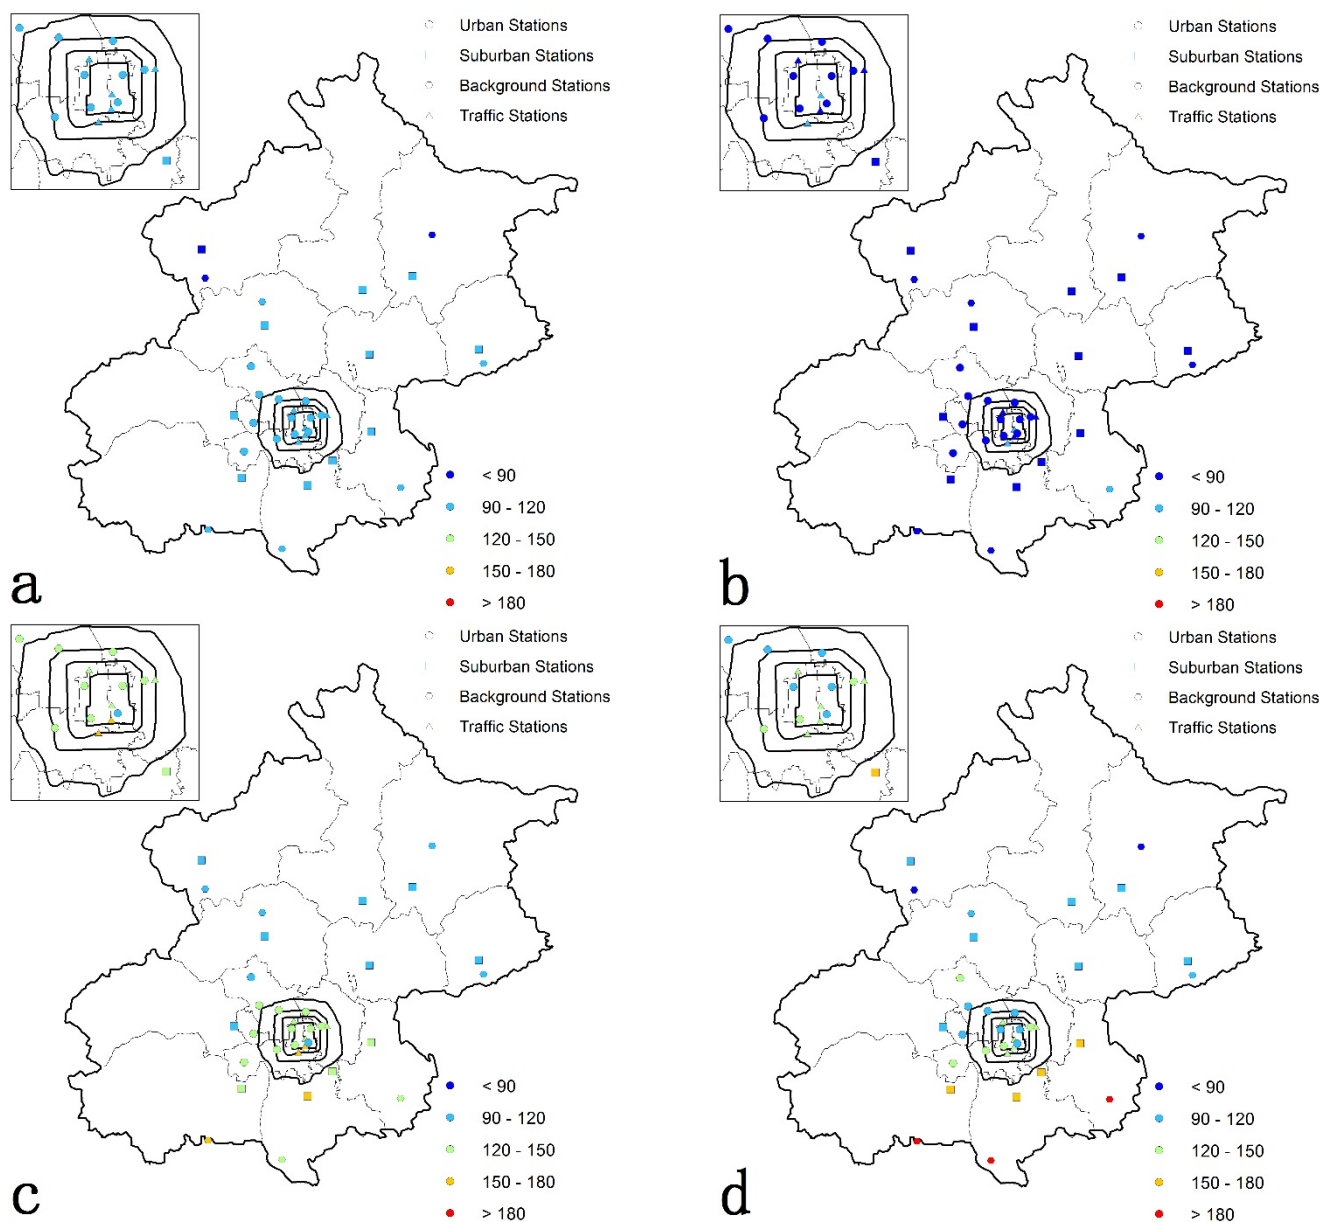 Urban Stations
Suburban Stations
Background Stations
Traffic Stations
< 90
90 - 120
120 - 150
150 - 180
> 180
a
Urban Stations
Suburban Stations
Background Stations
Traffic Stations
< 90
90 - 120
120 - 150
150 - 180
> 180
b
Urban Stations
Suburban Stations
Background Stations
Traffic Stations
< 90
90 - 120
120 - 150
150 - 180
> 180
c
Urban Stations
Suburban Stations
Background Stations
Traffic Stations
< 90
90 - 120
120 - 150
150 - 180
> 180
d